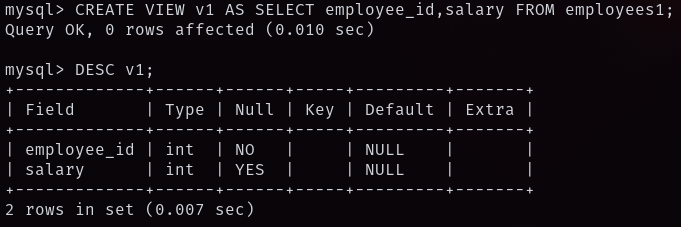 mysql> CREATE VIEW v1 AS SELECT employee_id,salary FROM employees1;
Query OK, 0 rows affected (0.010 sec)

mysql> DESC v1;
+-------------+------+------+-----+---------+-------+
| Field       | Type | Null | Key | Default | Extra |
+-------------+------+------+-----+---------+-------+
| employee_id | int  | NO   |     | NULL    |       |
| salary      | int  | YES  |     | NULL    |       |
+-------------+------+------+-----+---------+-------+
2 rows in set (0.007 sec)